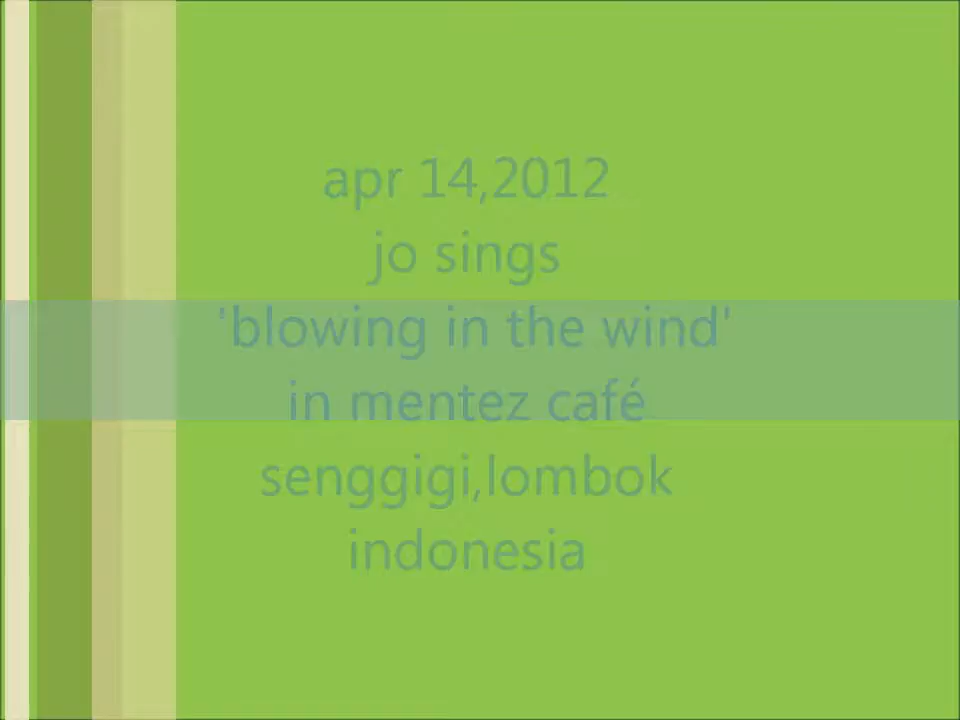 apr 14,2012
jo sings
'blowing in the wind'
in mentez café
senggigi,lombok
indonesia